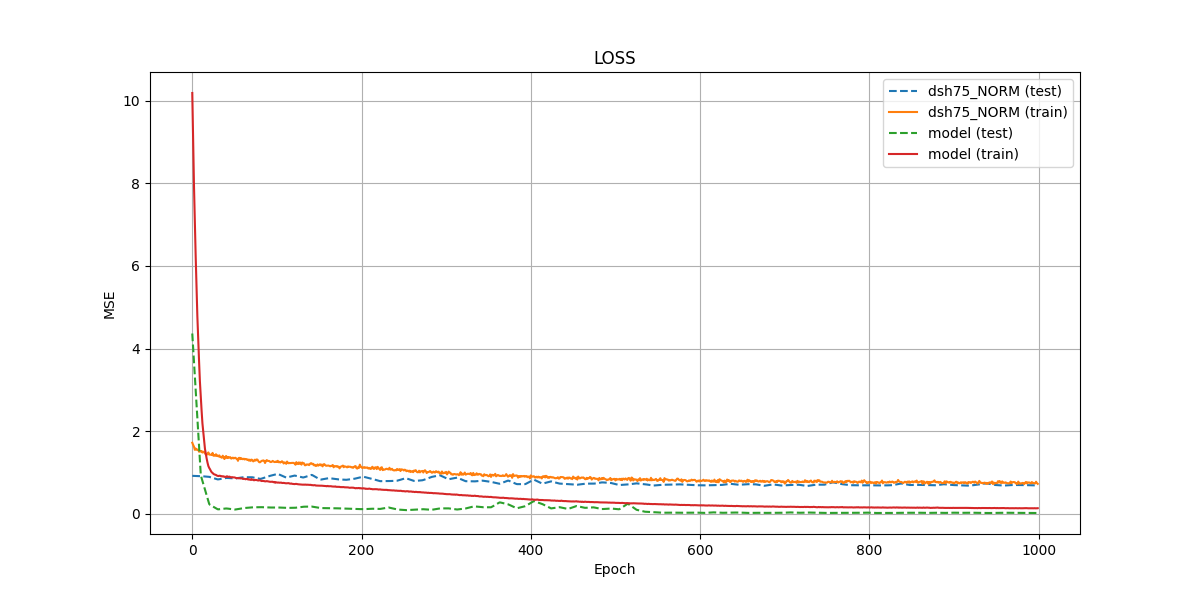 LOSS
dsh75_NORM (test)
dsh75_NORM (train)
model (test)
model (train)
10
8
6
4
2
0
MSE
0 200 400 600 800 1000
Epoch